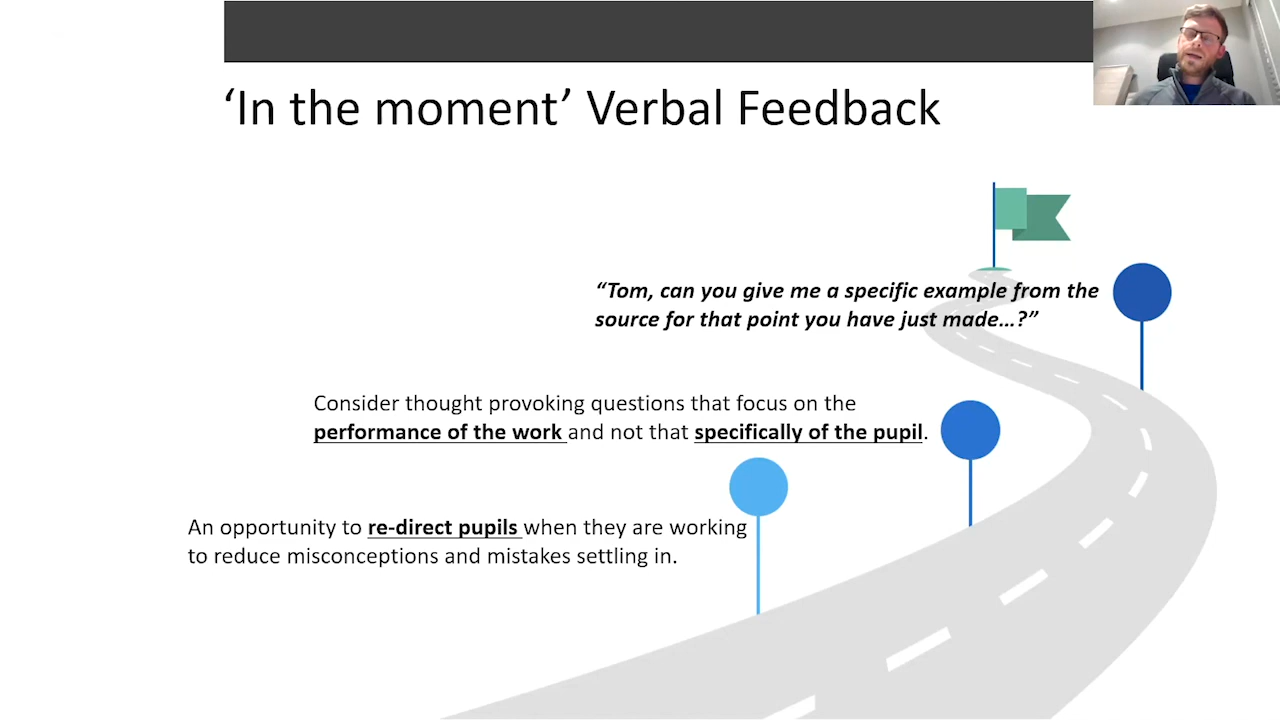 ‘In the moment’ Verbal Feedback
“Tom, can you give me a specific example from the
source for that point you have just made…?”
Consider thought provoking questions that focus on the
performance of the work and not that specifically of the pupil.
An opportunity to re-direct pupils when they are working
to reduce misconceptions and mistakes settling in.